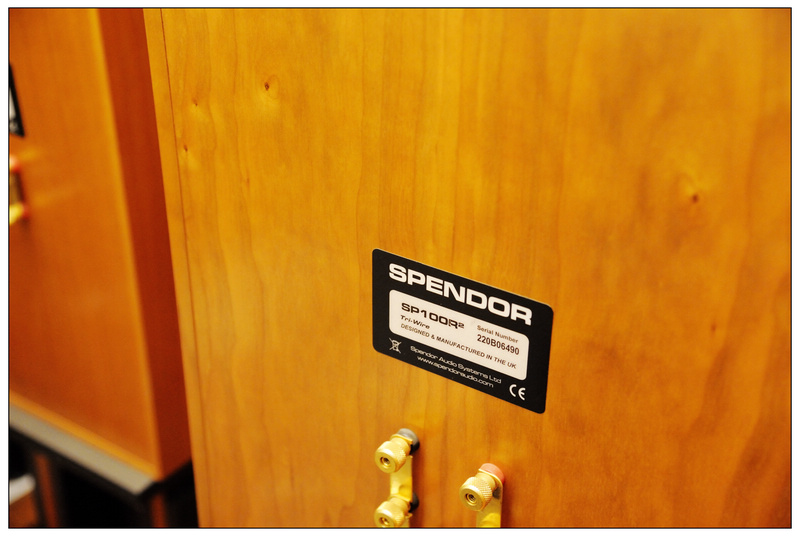 SPENDOR
SP100R²
Tri-Wire
Serial Number
220B06490
DESIGNED & MANUFACTURED IN THE UK
Spendor Audio Systems Ltd
www.spendoraudio.com
CE